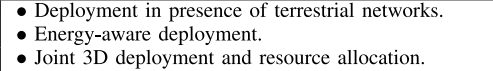 • Deployment in presence of terrestrial networks.
• Energy-aware deployment.
• Joint 3D deployment and resource allocation.